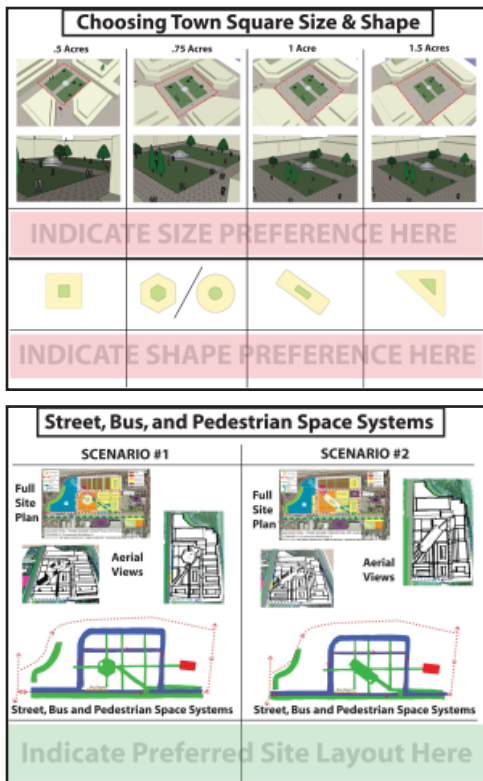 Choosing Town Square Size & Shape
.5 Acres
.75 Acres
1 Acre
1.5 Acres
INDICATE SIZE PREFERENCE HERE
INDICATE SHAPE PREFERENCE HERE
Street, Bus, and Pedestrian Space Systems
SCENARIO #1
SCENARIO #2
Full
Site
Plan
Aerial
Views
Full
Site
Plan
Aerial
Views
Street, Bus and Pedestrian Space Systems
Street, Bus and Pedestrian Space Systems
Indicate Preferred Site Layout Here